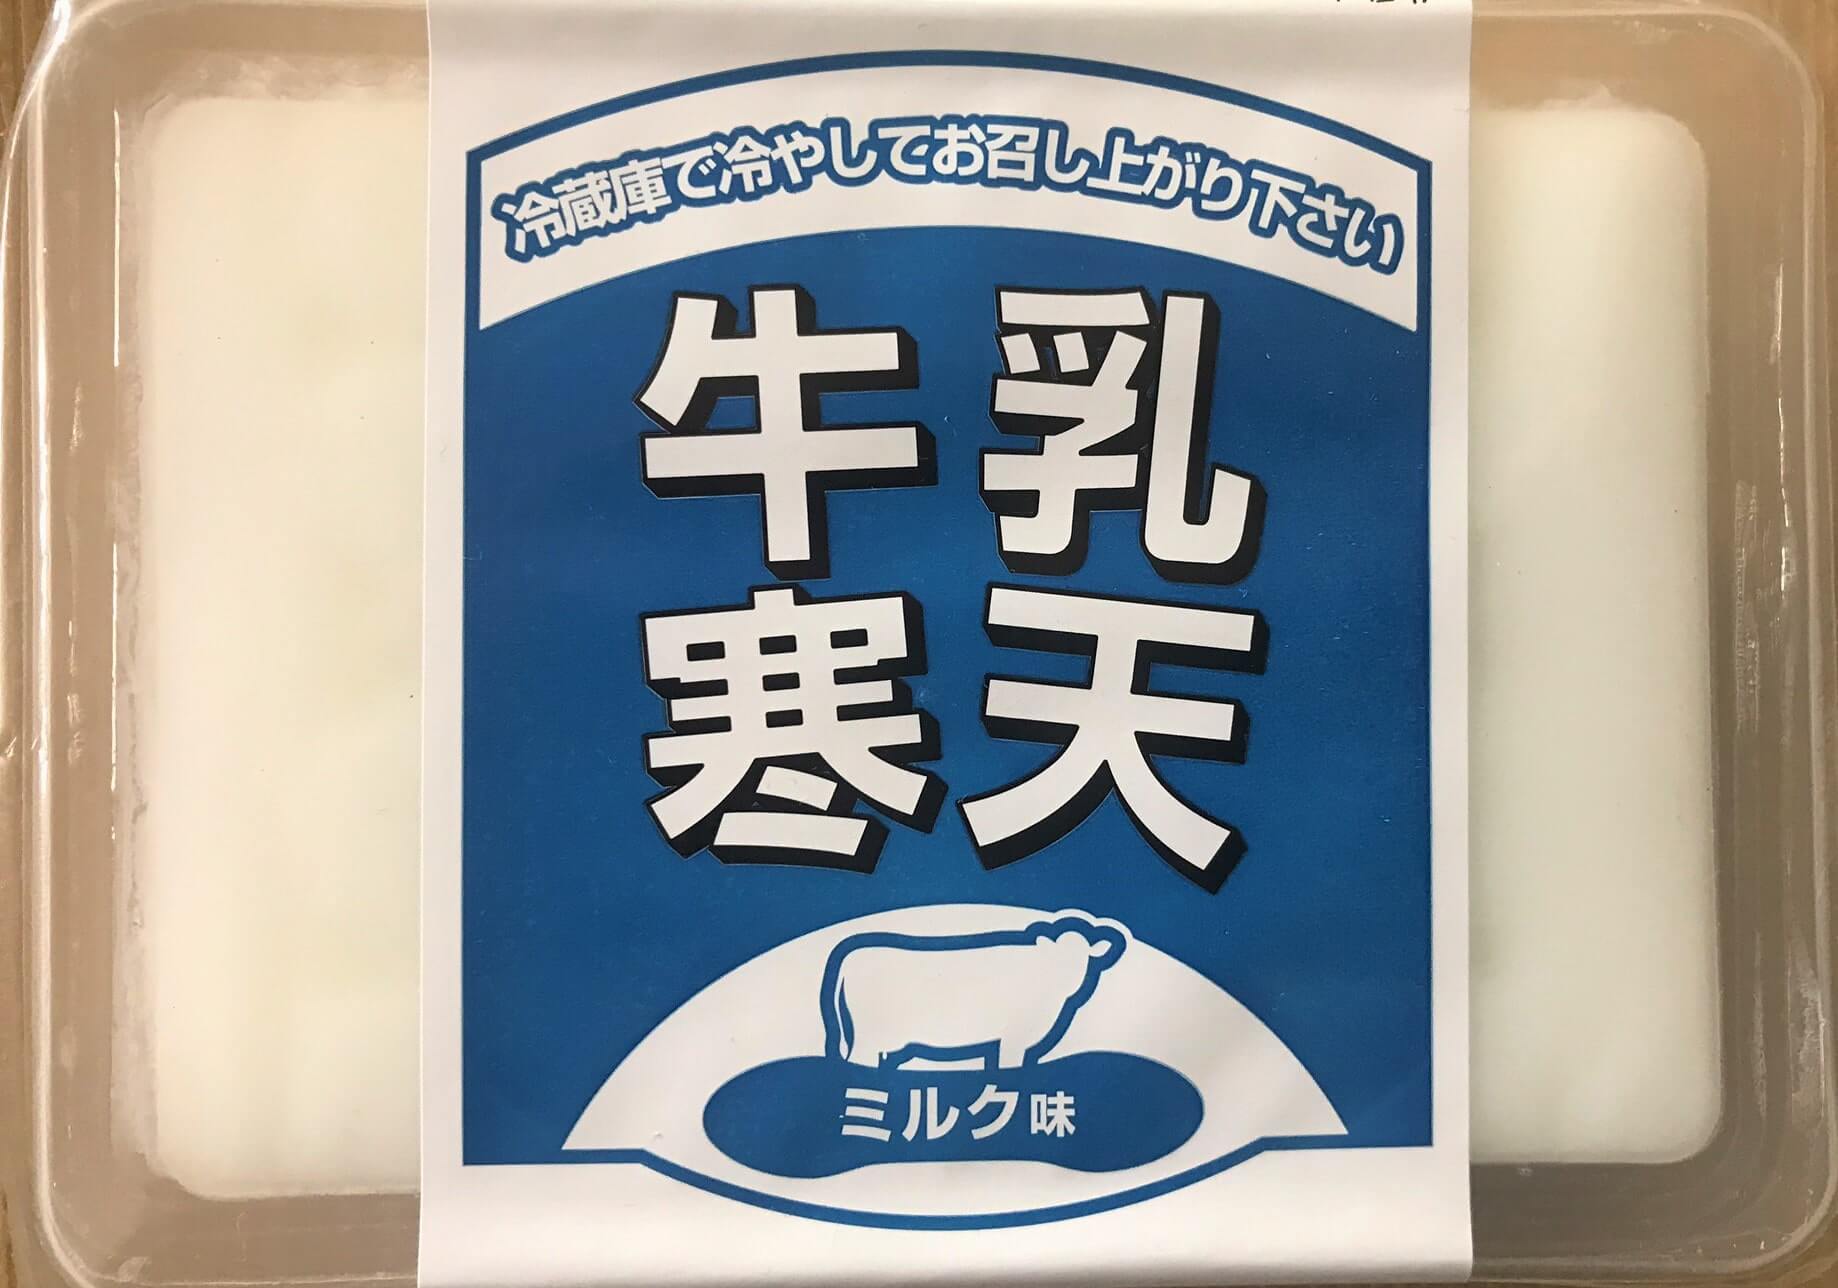 冷蔵庫で冷やしてお召し上がり下さい
牛乳
寒天
ミルク味